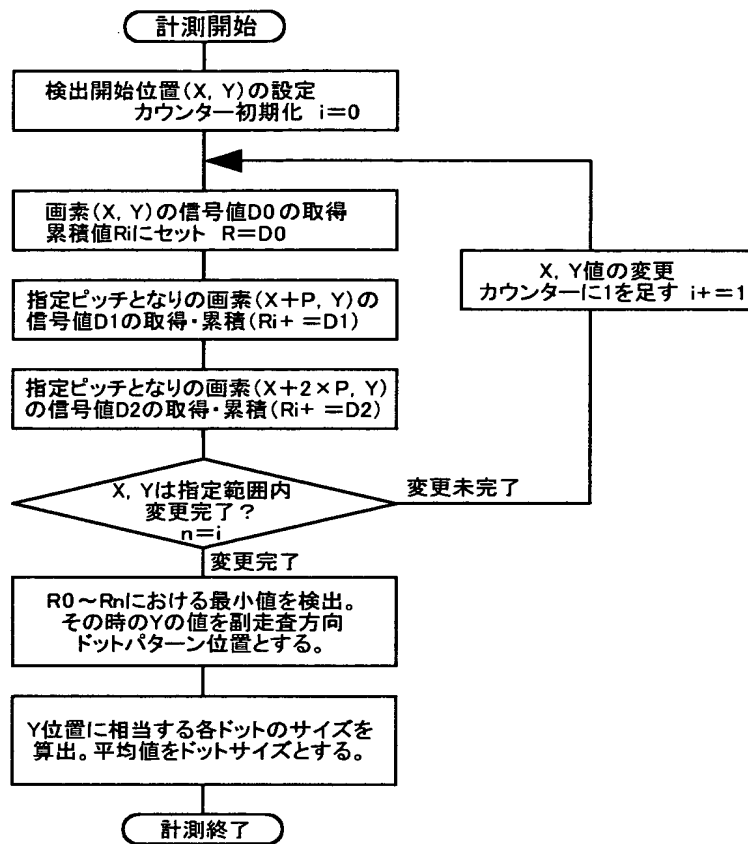 計測開始
検出開始位置(X, Y)の設定
カウンター初期化 i=0
画素(X, Y)の信号値D0の取得
累積値Riにセット R=D0
X, Y値の変更
カウンターに1を足す i+=1
指定ピッチとなりの画素(X+P, Y)の
信号値D1の取得・累積(Ri+ =D1)
指定ピッチとなりの画素(X+2×P, Y)
の信号値D2の取得・累積(Ri+ =D2)
X, Yは指定範囲内
変更完了?
n=i
変更未完了
変更完了
R0～Rnにおける最小値を検出。
その時のYの値を副走査方向
ドットパターン位置とする。
Y位置に相当する各ドットのサイズを
算出。平均値をドットサイズとする。
計測終了